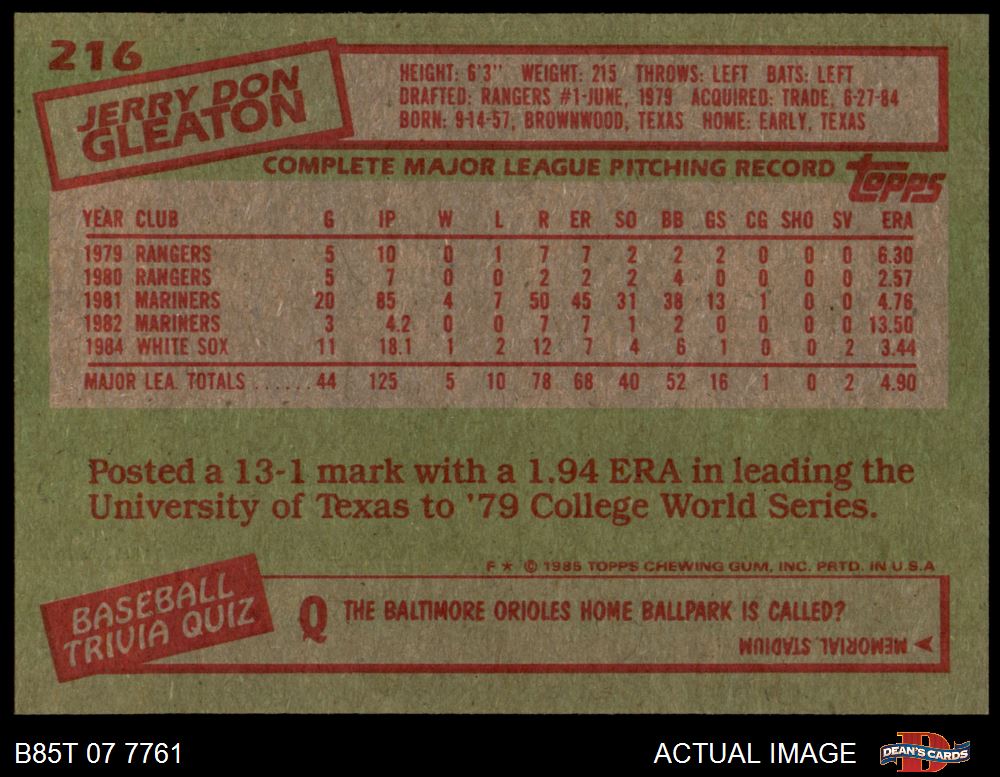 216
JERRY DON
GLEATON
HEIGHT: 6'3" WEIGHT: 215 THROWS: LEFT BATS: LEFT
DRAFTED: RANGERS #1-JUNE, 1979 ACQUIRED: TRADE, 6-27-84
BORN: 9-14-57, BROWNWOOD, TEXAS HOME: EARLY, TEXAS
COMPLETE MAJOR LEAGUE PITCHING RECORD
topps
YEAR CLUB G IP W L R ER SO BB GS CG SHO SV ERA
1979 RANGERS 5 10 0 1 7 7 2 2 2 0 0 0 6.30
1980 RANGERS 5 7 0 0 2 2 2 4 0 0 0 0 2.57
1981 MARINERS 20 85 4 7 50 45 31 38 13 1 0 0 4.76
1982 MARINERS 3 4.2 0 0 7 7 1 2 0 0 0 0 13.50
1984 WHITE SOX 11 18.1 1 2 12 7 4 6 1 0 0 2 3.44
MAJOR LEA. TOTALS ...... 44 125 5 10 78 68 40 52 16 1 0 2 4.90
Posted a 13-1 mark with a 1.94 ERA in leading the
University of Texas to '79 College World Series.
F * © 1985 TOPPS CHEWING GUM, INC. PRTD. IN U.S.A
BASEBALL
TRIVIA QUIZ
Q THE BALTIMORE ORIOLES HOME BALLPARK IS CALLED?
MEMORIAL STADIUM
B85T 07 7761
ACTUAL IMAGE
D
DEAN'S CARDS